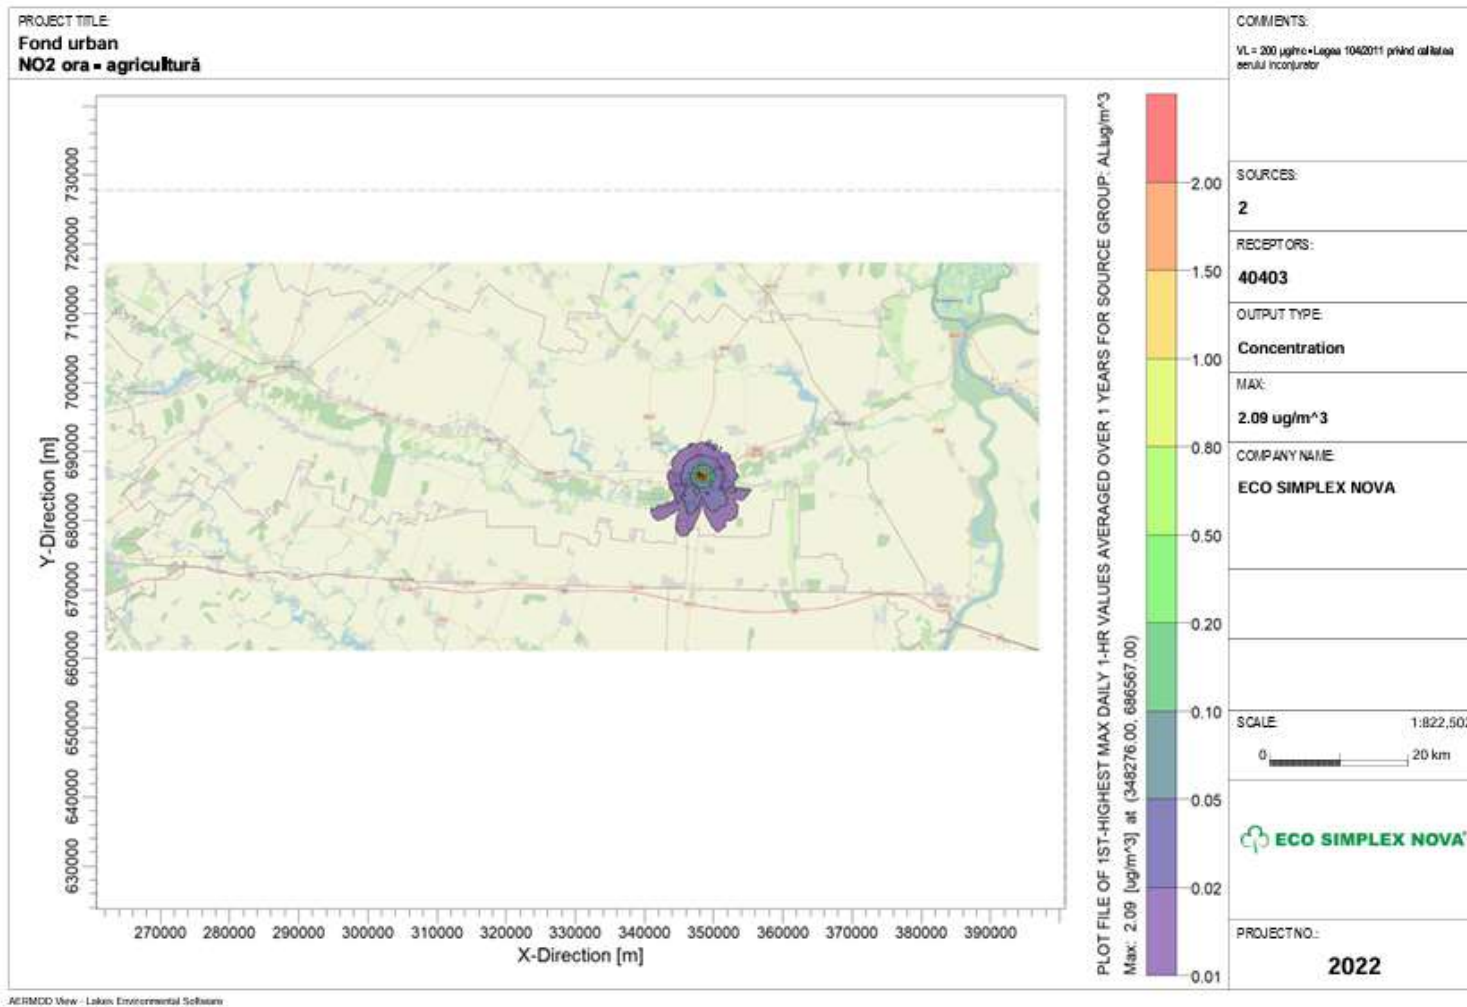 PROJECT TITLE:
Fond urban
NO2 ora - agricultură
COMMENTS:
VL = 200 µg/mc - Legea 104/2011 privind calitatea
aerului inconjurator
SOURCES:
2
RECEPTORS:
40403
OUTPUT TYPE:
Concentration
MAX:
2.09 ug/m^3
COMPANY NAME:
ECO SIMPLEX NOVA
SCALE:
1:822,502
0
20 km
ECO SIMPLEX NOVA
PROJECT NO.:
2022
Y-Direction [m]
730000
720000
710000
700000
690000
680000
670000
660000
650000
640000
630000
270000 280000 290000 300000 310000 320000 330000 340000 350000 360000 370000 380000 390000
X-Direction [m]
PLOT FILE OF 1ST-HIGHEST MAX DAILY 1-HR VALUES AVERAGED OVER 1 YEARS FOR SOURCE GROUP: ALL ug/m^3
Max: 2.09 [ug/m^3] at (348276.00, 686567.00)
2.00
1.50
1.00
0.80
0.50
0.20
0.10
0.05
0.02
0.01
AERMOD View - Lakes Environmental Software